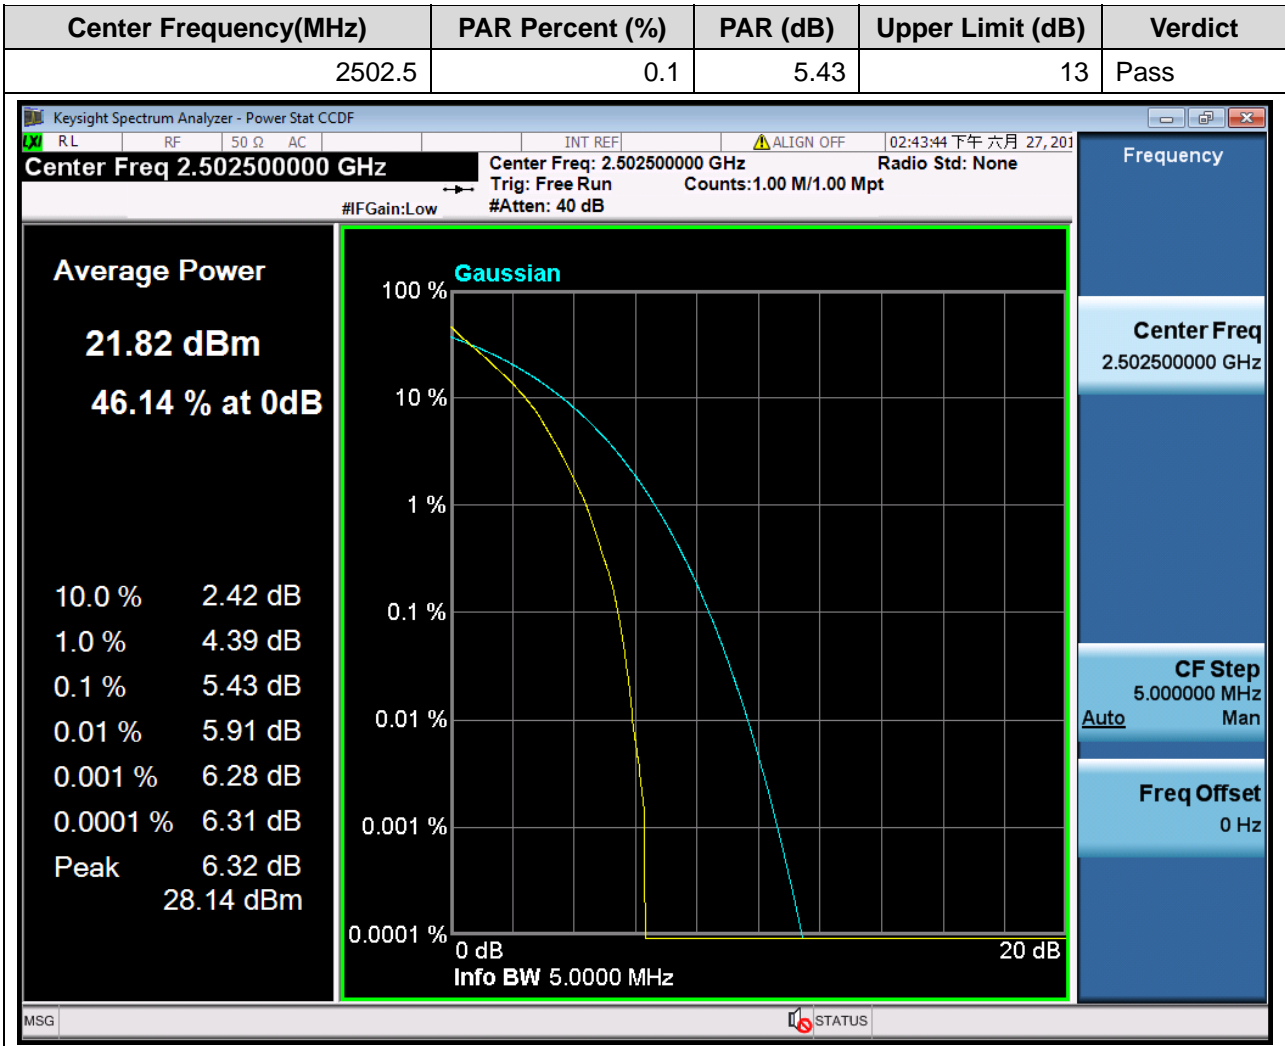 Center Frequency(MHz) PAR Percent (%) PAR (dB) Upper Limit (dB) Verdict
2502.5 0.1 5.43 13 Pass
Keysight Spectrum Analyzer - Power Stat CCDF
LXI RL RF 50 Ω AC INT REF ALIGN OFF 02:43:44 下午 六月 27, 201
Center Freq 2.502500000 GHz
Center Freq: 2.502500000 GHz Radio Std: None
Trig: Free Run Counts:1.00 M/1.00 Mpt
#IFGain:Low #Atten: 40 dB
Average Power
21.82 dBm
46.14 % at 0dB
10.0 % 2.42 dB
1.0 % 4.39 dB
0.1 % 5.43 dB
0.01 % 5.91 dB
0.001 % 6.28 dB
0.0001 % 6.31 dB
Peak 6.32 dB
28.14 dBm
Gaussian
100 %
10 %
1 %
0.1 %
0.01 %
0.001 %
0.0001 %
0 dB 20 dB
Info BW 5.0000 MHz
Frequency
Center Freq
2.502500000 GHz
CF Step
5.000000 MHz
Auto Man
Freq Offset
0 Hz
MSG STATUS